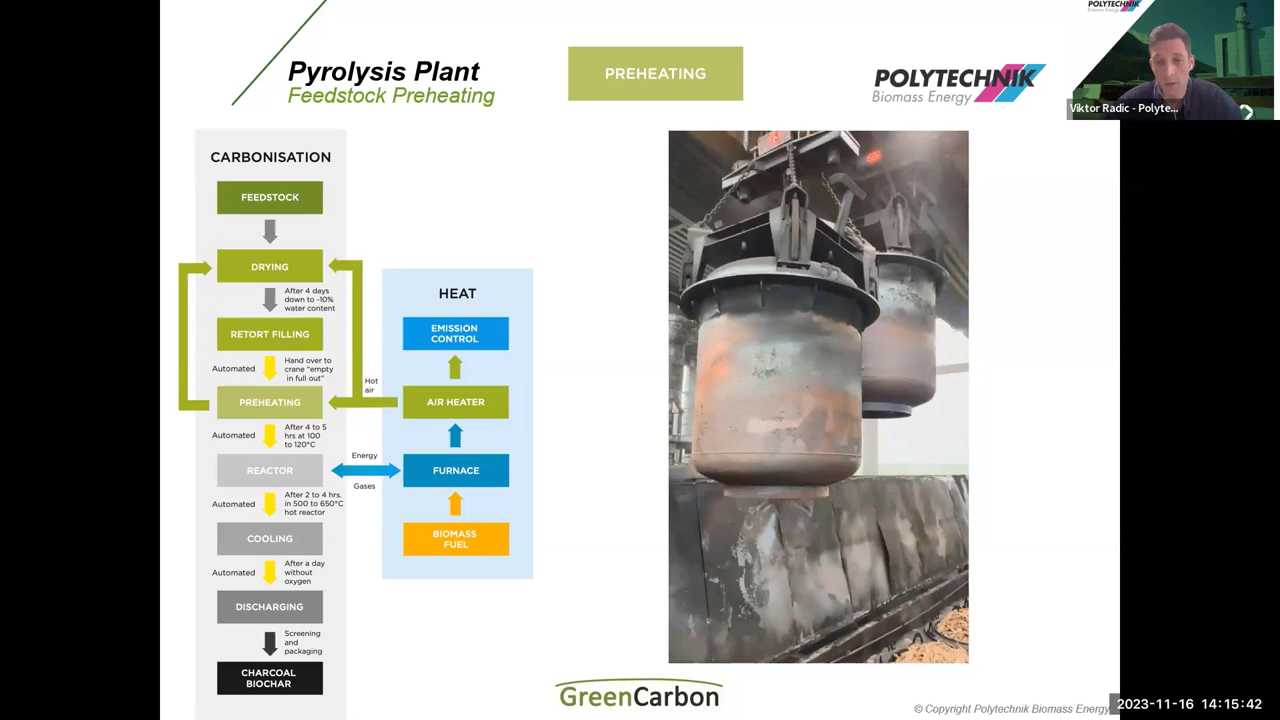 Pyrolysis Plant
Feedstock Preheating
PREHEATING
POLYTECHNIK
Biomass Energy
POLYTECHNIK
Biomass Energy
Viktor Radic - Polyte...
CARBONISATION
FEEDSTOCK
DRYING
After 4 days
down to ~10%
water content
RETORT FILLING
Automated
Hand over to
crane "empty
in full out"
PREHEATING
Automated
After 4 to 5
hrs at 100
to 120°C
REACTOR
Automated
After 2 to 4 hrs.
in 500 to 650°C
hot reactor
COOLING
Automated
After a day
without
oxygen
DISCHARGING
Screening
and
packaging
CHARCOAL
BIOCHAR
Hot
air
Energy
Gases
HEAT
EMISSION
CONTROL
AIR HEATER
FURNACE
BIOMASS
FUEL
GreenCarbon
© Copyright Polytechnik Biomass Energy
2023-11-16 14:15:42